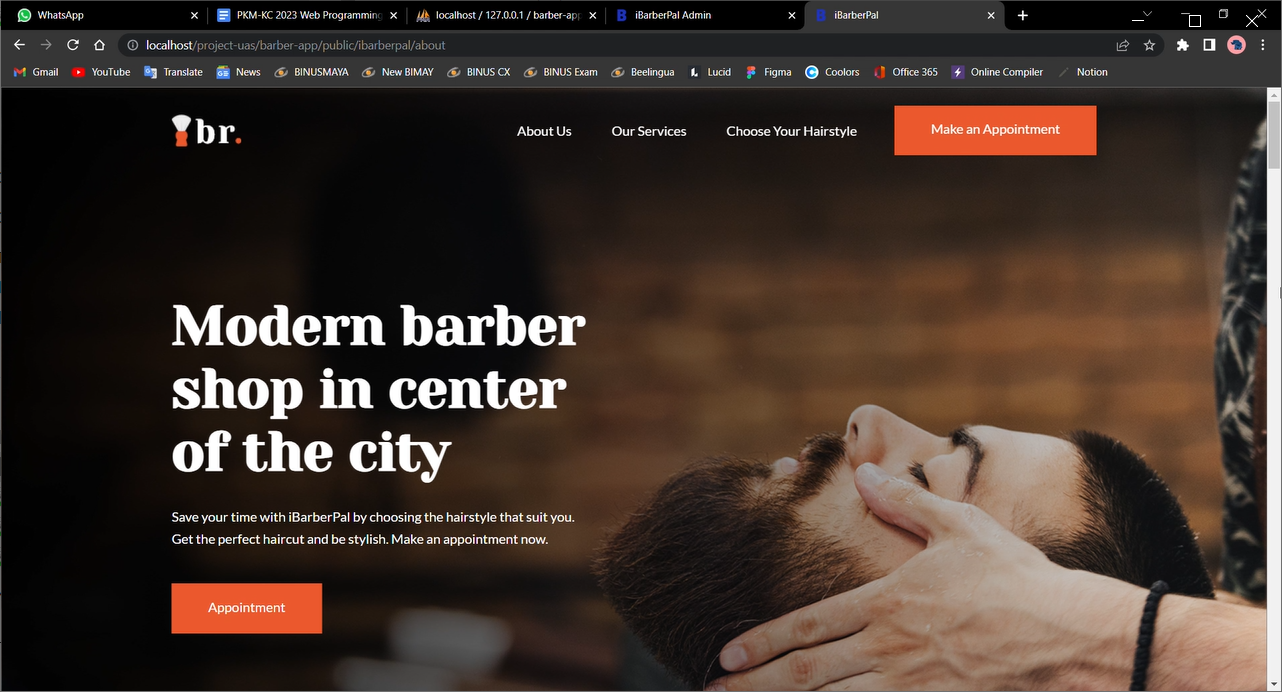 WhatsApp
PKM-KC 2023 Web Programming
localhost / 127.0.0.1 / barber-app
iBarberPal Admin
iBarberPal
localhost/project-uas/barber-app/public/ibarberpal/about
Gmail
YouTube
Translate
News
BINUSMAYA
New BIMAY
BINUS CX
BINUS Exam
Beelingua
Lucid
Figma
Coolors
Office 365
Online Compiler
Notion
br.
About Us
Our Services
Choose Your Hairstyle
Make an Appointment
Modern barber
shop in center
of the city
Save your time with iBarberPal by choosing the hairstyle that suit you.
Get the perfect haircut and be stylish. Make an appointment now.
Appointment